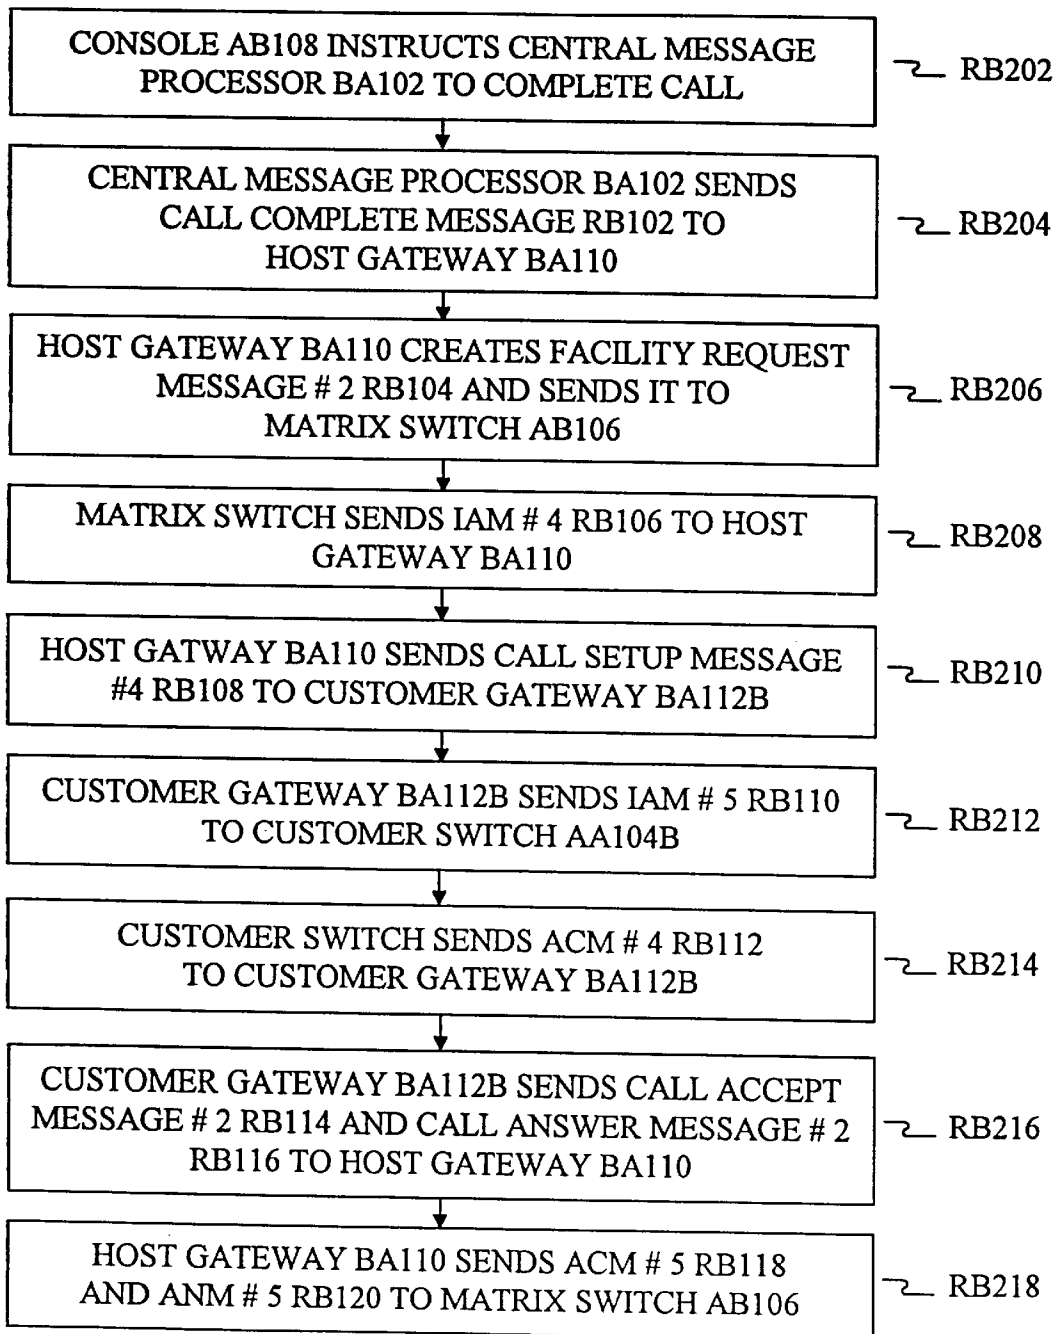 CONSOLE AB108 INSTRUCTS CENTRAL MESSAGE
PROCESSOR BA102 TO COMPLETE CALL
RB202
CENTRAL MESSAGE PROCESSOR BA102 SENDS
CALL COMPLETE MESSAGE RB102 TO
HOST GATEWAY BA110
RB204
HOST GATEWAY BA110 CREATES FACILITY REQUEST
MESSAGE # 2 RB104 AND SENDS IT TO
MATRIX SWITCH AB106
RB206
MATRIX SWITCH SENDS IAM # 4 RB106 TO HOST
GATEWAY BA110
RB208
HOST GATWAY BA110 SENDS CALL SETUP MESSAGE
#4 RB108 TO CUSTOMER GATEWAY BA112B
RB210
CUSTOMER GATEWAY BA112B SENDS IAM # 5 RB110
TO CUSTOMER SWITCH AA104B
RB212
CUSTOMER SWITCH SENDS ACM # 4 RB112
TO CUSTOMER GATEWAY BA112B
RB214
CUSTOMER GATEWAY BA112B SENDS CALL ACCEPT
MESSAGE # 2 RB114 AND CALL ANSWER MESSAGE # 2
RB116 TO HOST GATEWAY BA110
RB216
HOST GATEWAY BA110 SENDS ACM # 5 RB118
AND ANM # 5 RB120 TO MATRIX SWITCH AB106
RB218